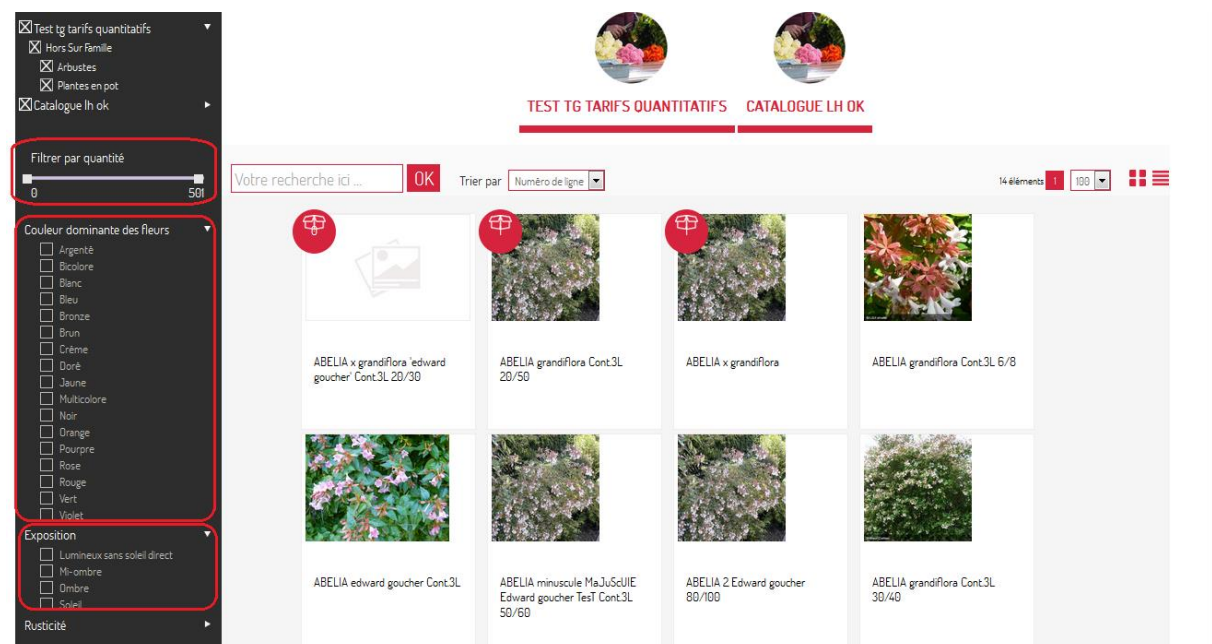 Test tg tarifs quantitatifs
Hors Sur Famille
Arbustes
Plantes en pot
Catalogue lh ok
Filtrer par quantité
0 501
Couleur dominante des fleurs
Argenté
Bicolore
Blanc
Bleu
Bronze
Brun
Crème
Doré
Jaune
Multicolore
Noir
Orange
Pourpre
Rose
Rouge
Vert
Violet
Exposition
Lumineux sans soleil direct
Mi-ombre
Ombre
Soleil
Rusticité
TEST TG TARIFS QUANTITATIFS CATALOGUE LH OK
Votre recherche ici ... OK Trier par Numéro de ligne 14 éléments 1 100
ABELIA x grandiflora 'edward
goucher' Cont.3L 20/30
ABELIA grandiflora Cont.3L
20/50
ABELIA x grandiflora
ABELIA grandiflora Cont.3L 6/8
ABELIA edward goucher Cont.3L
ABELIA minuscule MaJuScUlE
Edward goucher TesT Cont.3L
50/60
ABELIA 2 Edward goucher
80/100
ABELIA grandiflora Cont.3L
30/40